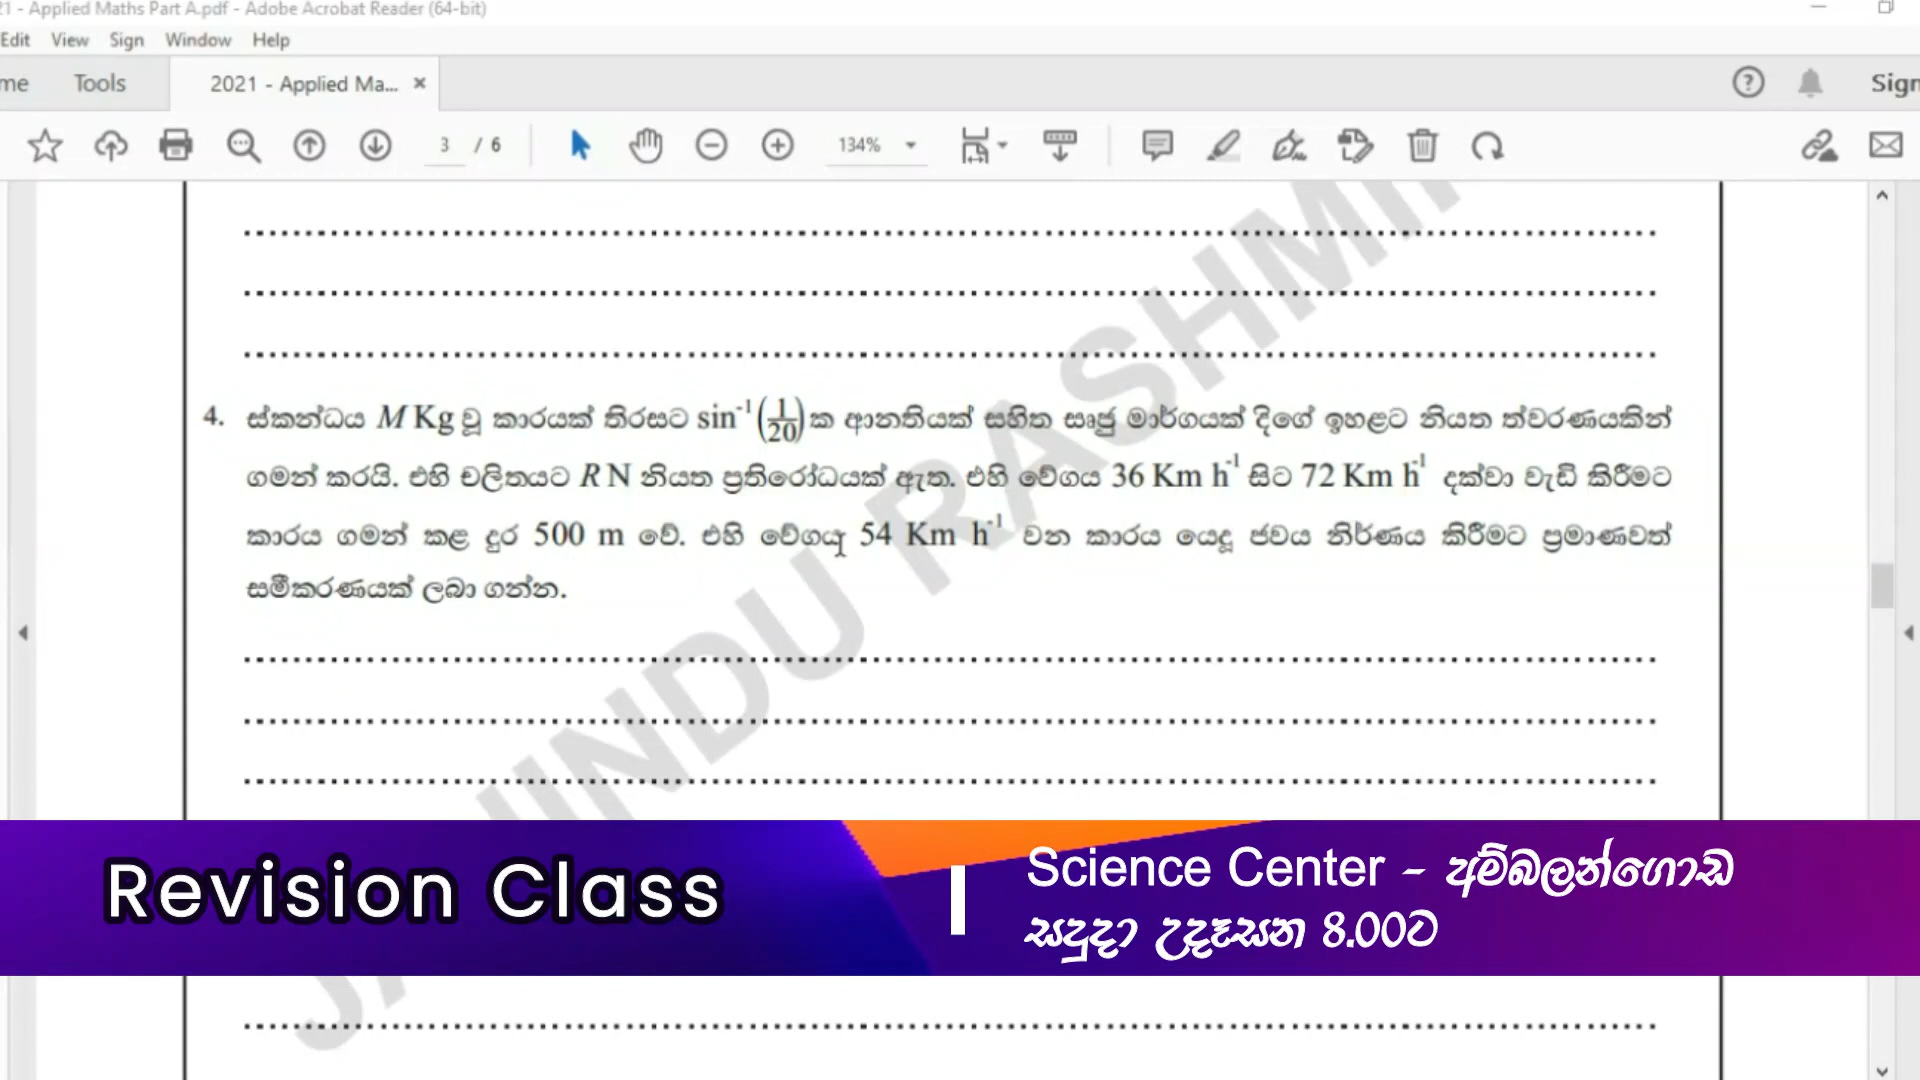 21 - Applied Maths Part A.pdf - Adobe Acrobat Reader (64-bit)
Edit View Sign Window Help
me Tools 2021 - Applied Ma... × Sign
3 / 6 134%
4. ස්කන්ධය M Kg වූ කාරයක් තිරසට sin⁻¹(1/20) ක ආනතියක් සහිත සෘජු මාර්ගයක් දිගේ ඉහළට නියත ත්වරණයකින්
ගමන් කරයි. එහි චලිතයට R N නියත ප්‍රතිරෝධයක් ඇත. එහි වේගය 36 Km h⁻¹ සිට 72 Km h⁻¹ දක්වා වැඩි කිරීමට
කාරය ගමන් කළ දුර 500 m වේ. එහි වේගය 54 Km h⁻¹ වන කාරය යෙදූ ජවය නිර්ණය කිරීමට ප්‍රමාණවත්
සමීකරණයක් ලබා ගන්න.
Revision Class
Science Center - අම්බලන්ගොඩ
සදුදා උදෑසන 8.00ට